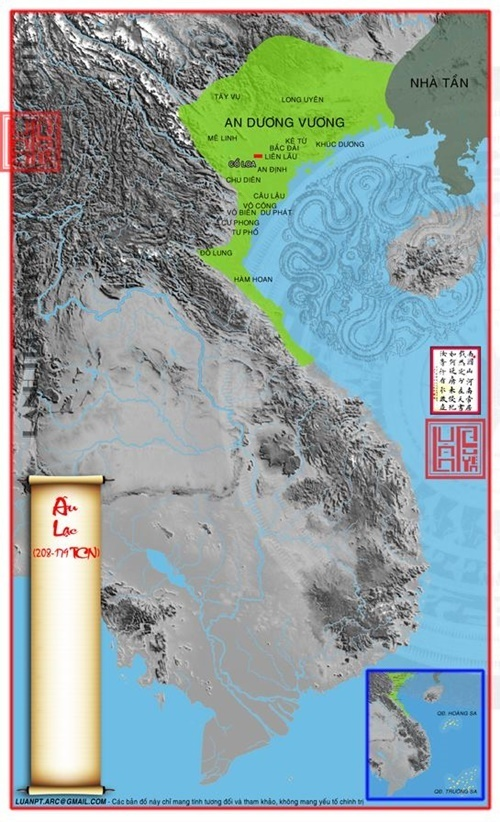 NHÀ TẦN
TÂY VU
LONG UYÊN
AN DƯƠNG VƯƠNG
MÊ LINH
KÊ TỪ
KHÚC DƯƠNG
BẮC ĐÁI
LIÊN LÂU
CỔ LOA
AN ĐỊNH
CHU DIÊN
CÂU LẬU
VÔ CÔNG
VÔ BIÊN
DƯ PHÁT
TƯ PHỐ
ĐÔ LUNG
HÀM HOAN
Âu
Lạc
(208-179 TCN)
QĐ. HOÀNG SA
QĐ. TRƯỜNG SA
LUANPT.ARC@GMAIL.COM - Các bản đồ này chỉ mang tính tương đối và tham khảo, không mang yếu tố chính trị